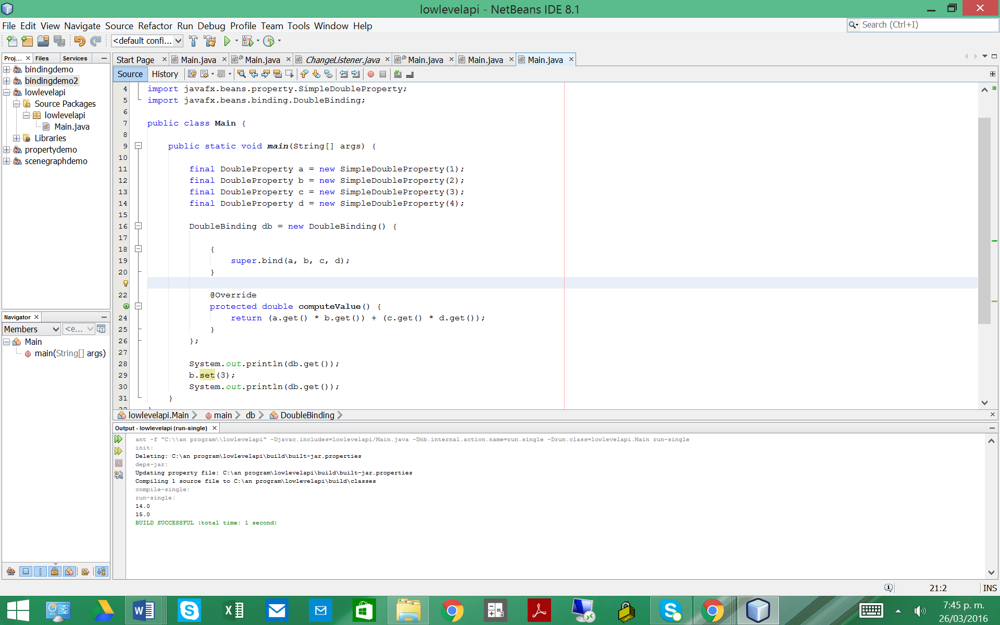 lowlevelapi - NetBeans IDE 8.1
File Edit View Navigate Source Refactor Run Debug Profile Team Tools Window Help
Search (Ctrl+I)
<default confi...
Proj... Files Services
Start Page Main.java Main.java ChangeListener.java Main.java Main.java Main.java
Source History
bindingdemo
bindingdemo2
lowlevelapi
Source Packages
lowlevelapi
Main.java
Libraries
propertydemo
scenegraphdemo
4 import javafx.beans.property.SimpleDoubleProperty;
5 import javafx.beans.binding.DoubleBinding;
6
7 public class Main {
8
9 public static void main(String[] args) {
10
11 final DoubleProperty a = new SimpleDoubleProperty(1);
12 final DoubleProperty b = new SimpleDoubleProperty(2);
13 final DoubleProperty c = new SimpleDoubleProperty(3);
14 final DoubleProperty d = new SimpleDoubleProperty(4);
15
16 DoubleBinding db = new DoubleBinding() {
17
18 {
19 super.bind(a, b, c, d);
20 }
22 @Override
protected double computeValue() {
24 return (a.get() * b.get()) + (c.get() * d.get());
25 }
26 };
27
28 System.out.println(db.get());
29 b.set(3);
30 System.out.println(db.get());
31 }
Navigator
Members <e...
Main
main(String[] args)
lowlevelapi.Main main db DoubleBinding
Output - lowlevelapi (run-single)
ant -f "C:\\an program\\lowlevelapi" -Djavac.includes=lowlevelapi/Main.java -Dnb.internal.action.name=run.single -Drun.class=lowlevelapi.Main run-single
init:
Deleting: C:\an program\lowlevelapi\build\built-jar.properties
deps-jar:
Updating property file: C:\an program\lowlevelapi\build\built-jar.properties
Compiling 1 source file to C:\an program\lowlevelapi\build\classes
compile-single:
run-single:
14.0
15.0
BUILD SUCCESSFUL (total time: 1 second)
21:2 INS
7:45 p. m.
26/03/2016